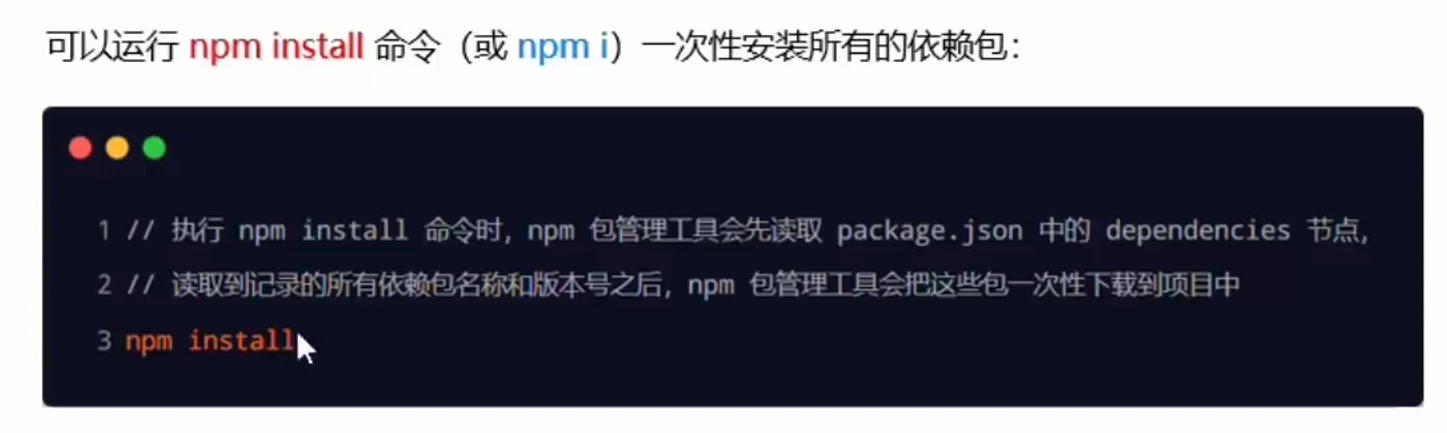 可以运行 npm install 命令（或 npm i）一次性安装所有的依赖包：
1 // 执行 npm install 命令时，npm 包管理工具会先读取 package.json 中的 dependencies 节点，
2 // 读取到记录的所有依赖包名称和版本号之后，npm 包管理工具会把这些包一次性下载到项目中
3 npm install